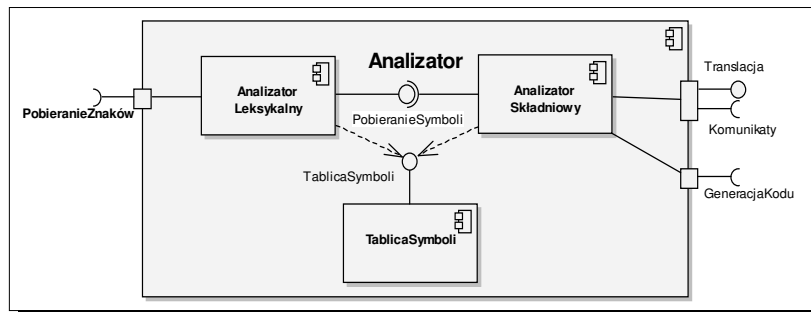 Analizator
Translacja
Analizator
Leksykalny
Analizator
Składniowy
PobieranieZnaków
PobieranieSymboli
Komunikaty
TablicaSymboli
GeneracjaKodu
TablicaSymboli